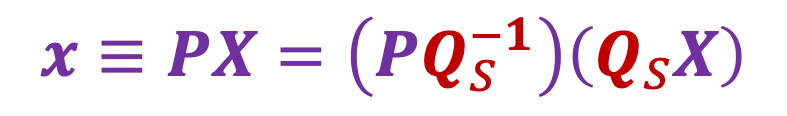 x ≡ PX = (PQ_S^{-1})(Q_S X)